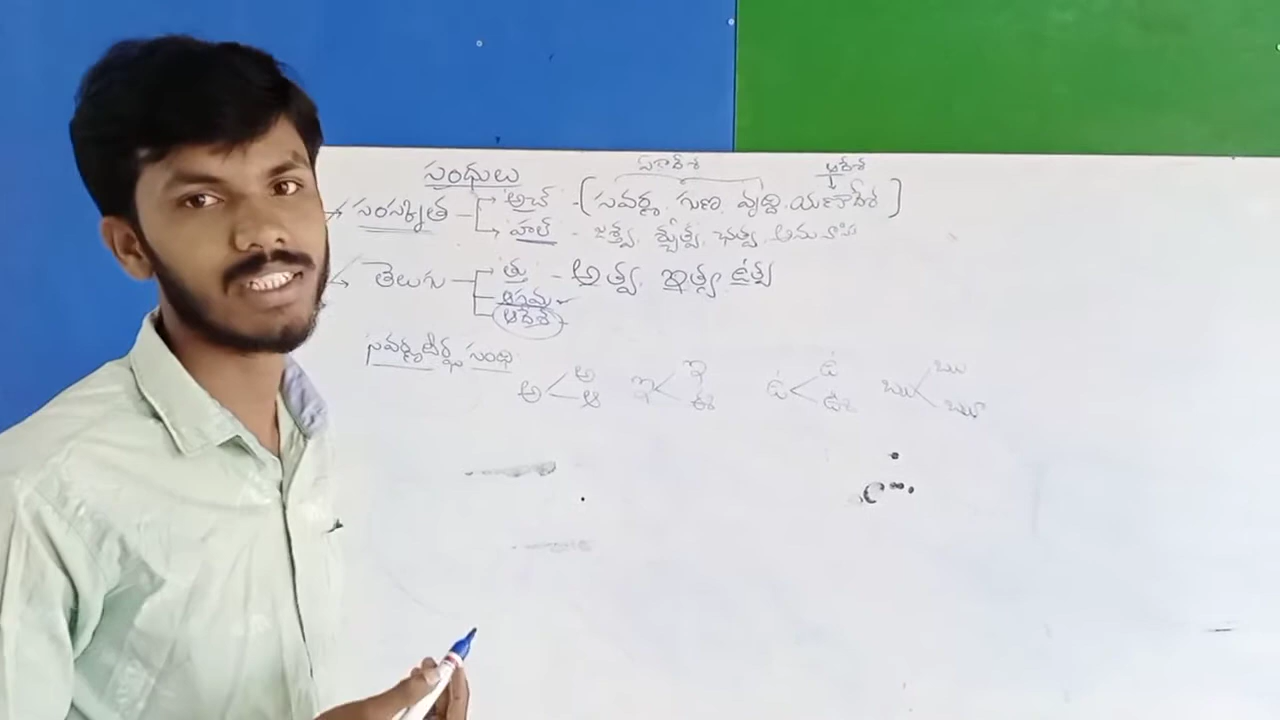 సంధులు
ఏకాదేశ ఆదేశ
సంస్కృత అచ్ - (సవర్ణ, గుణ, వృద్ధి, యణాదేశ)
హల్ - జశ్త్వ, శ్చుత్వ, ఛత్వ, అనునాసి
తెలుగు త్తు - అత్వ, ఇత్వ, ఉత్వ
ఆగమ
ఆదేశ
సవర్ణదీర్ఘ సంధి
అ అ ఆ ఇ ఇ ఈ ఉ ఉ ఊ ఋ ఋ ౠ